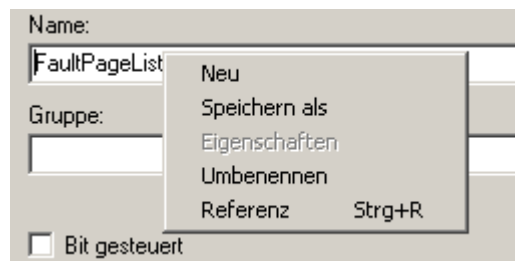 Name:
FaultPageList
Neu
Speichern als
Gruppe:
Eigenschaften
Umbenennen
Referenz Strg+R
Bit gesteuert